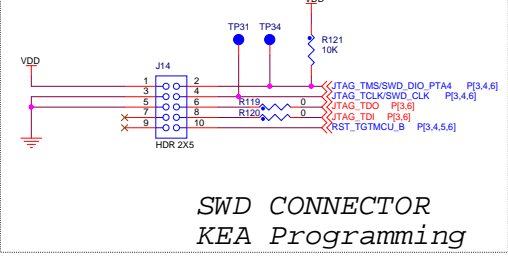 VDD
TP31 TP34
R121
10K
VDD
J14
1 2 JTAG_TMS/SWD_DIO_PTA4 P[3,4,6]
3 4 JTAG_TCLK/SWD_CLK P[3,4,6]
5 6 R119 0 JTAG_TDO P[3,6]
7 8 R120 0 JTAG_TDI P[3,6]
9 10 RST_TGTMCU_B P[3,4,5,6]
HDR 2X5
SWD CONNECTOR
KEA Programming